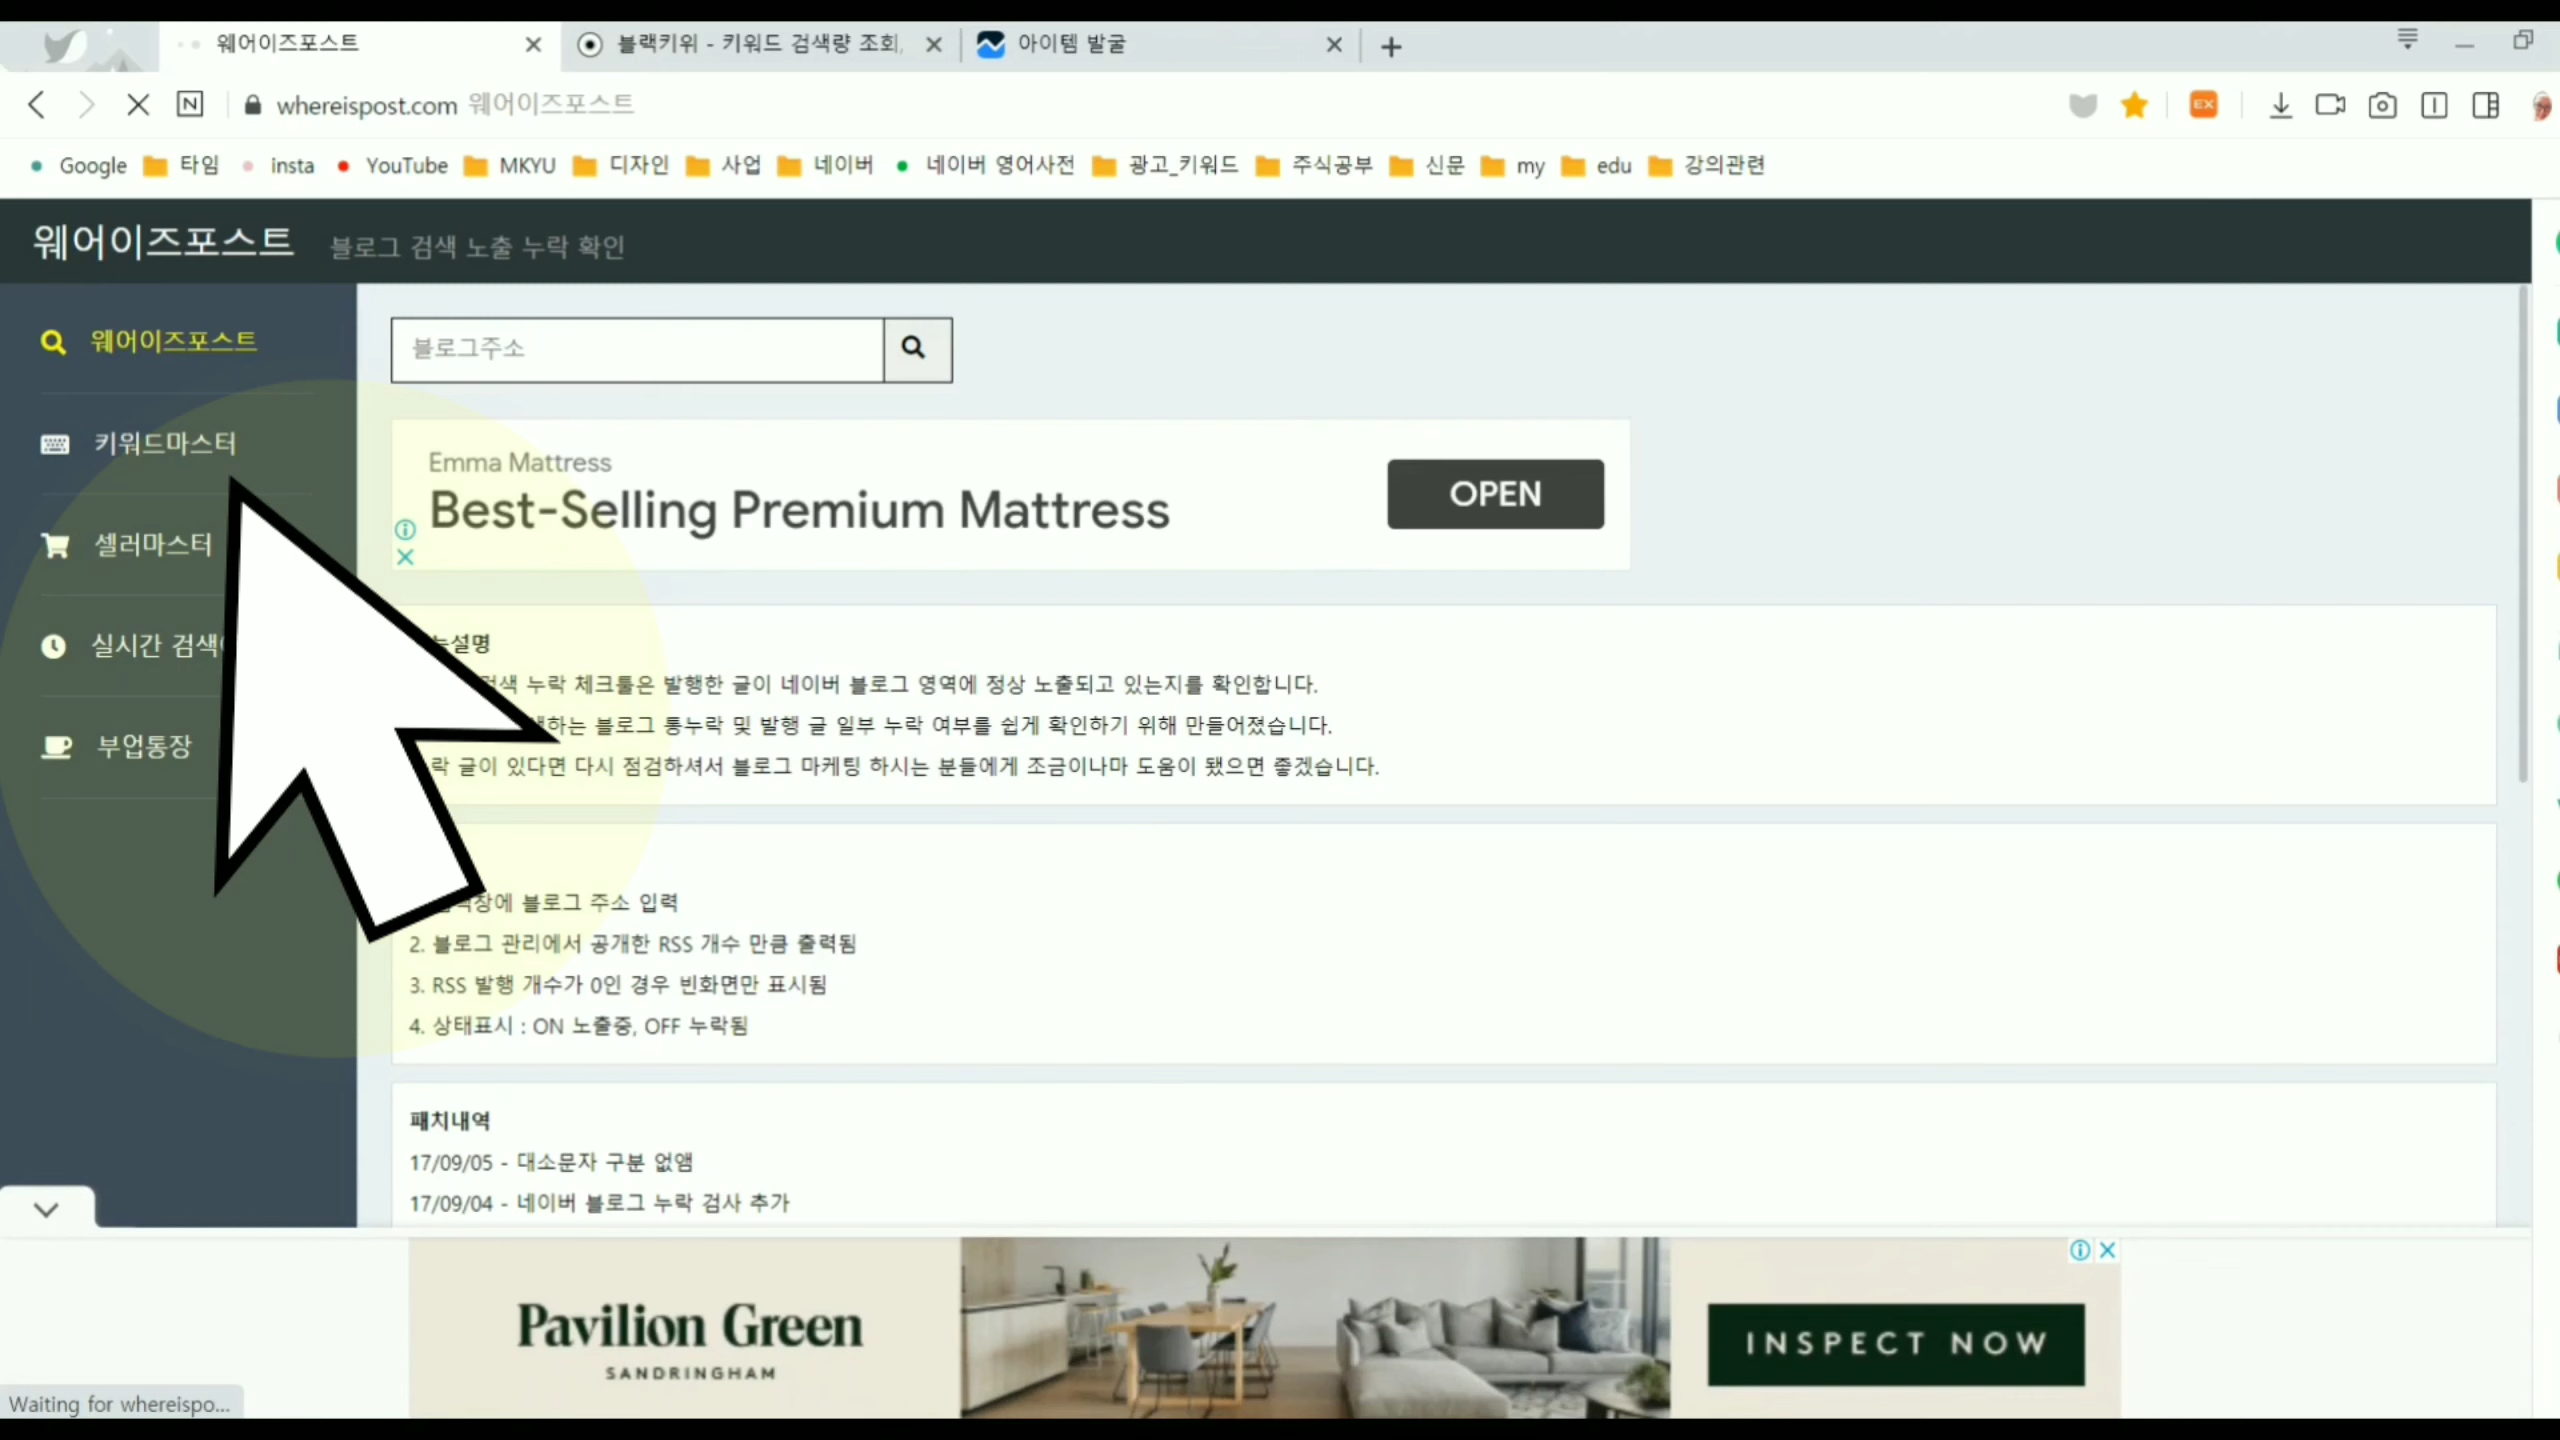 웨어이즈포스트
블랙키위 - 키워드 검색량 조회,
아이템 발굴
whereispost.com 웨어이즈포스트
EX
Google 타임 insta YouTube MKYU 디자인 사업 네이버 네이버 영어사전 광고_키워드 주식공부 신문 my edu 강의관련
웨어이즈포스트 블로그 검색 노출 누락 확인
웨어이즈포스트
키워드마스터
셀러마스터
실시간 검색
부업통장
블로그주소
Emma Mattress
Best-Selling Premium Mattress
OPEN
설명
누락 체크툴은 발행한 글이 네이버 블로그 영역에 정상 노출되고 있는지를 확인합니다.
블로그 통누락 및 발행 글 일부 누락 여부를 쉽게 확인하기 위해 만들어졌습니다.
글이 있다면 다시 점검하셔서 블로그 마케팅 하시는 분들에게 조금이나마 도움이 됐으면 좋겠습니다.
블로그 주소 입력
2. 블로그 관리에서 공개한 RSS 개수 만큼 출력됨
3. RSS 발행 개수가 0인 경우 빈화면만 표시됨
4. 상태표시 : ON 노출중, OFF 누락됨
패치내역
17/09/05 - 대소문자 구분 없앰
17/09/04 - 네이버 블로그 누락 검사 추가
Pavilion Green
SANDRINGHAM
INSPECT NOW
Waiting for whereispo...